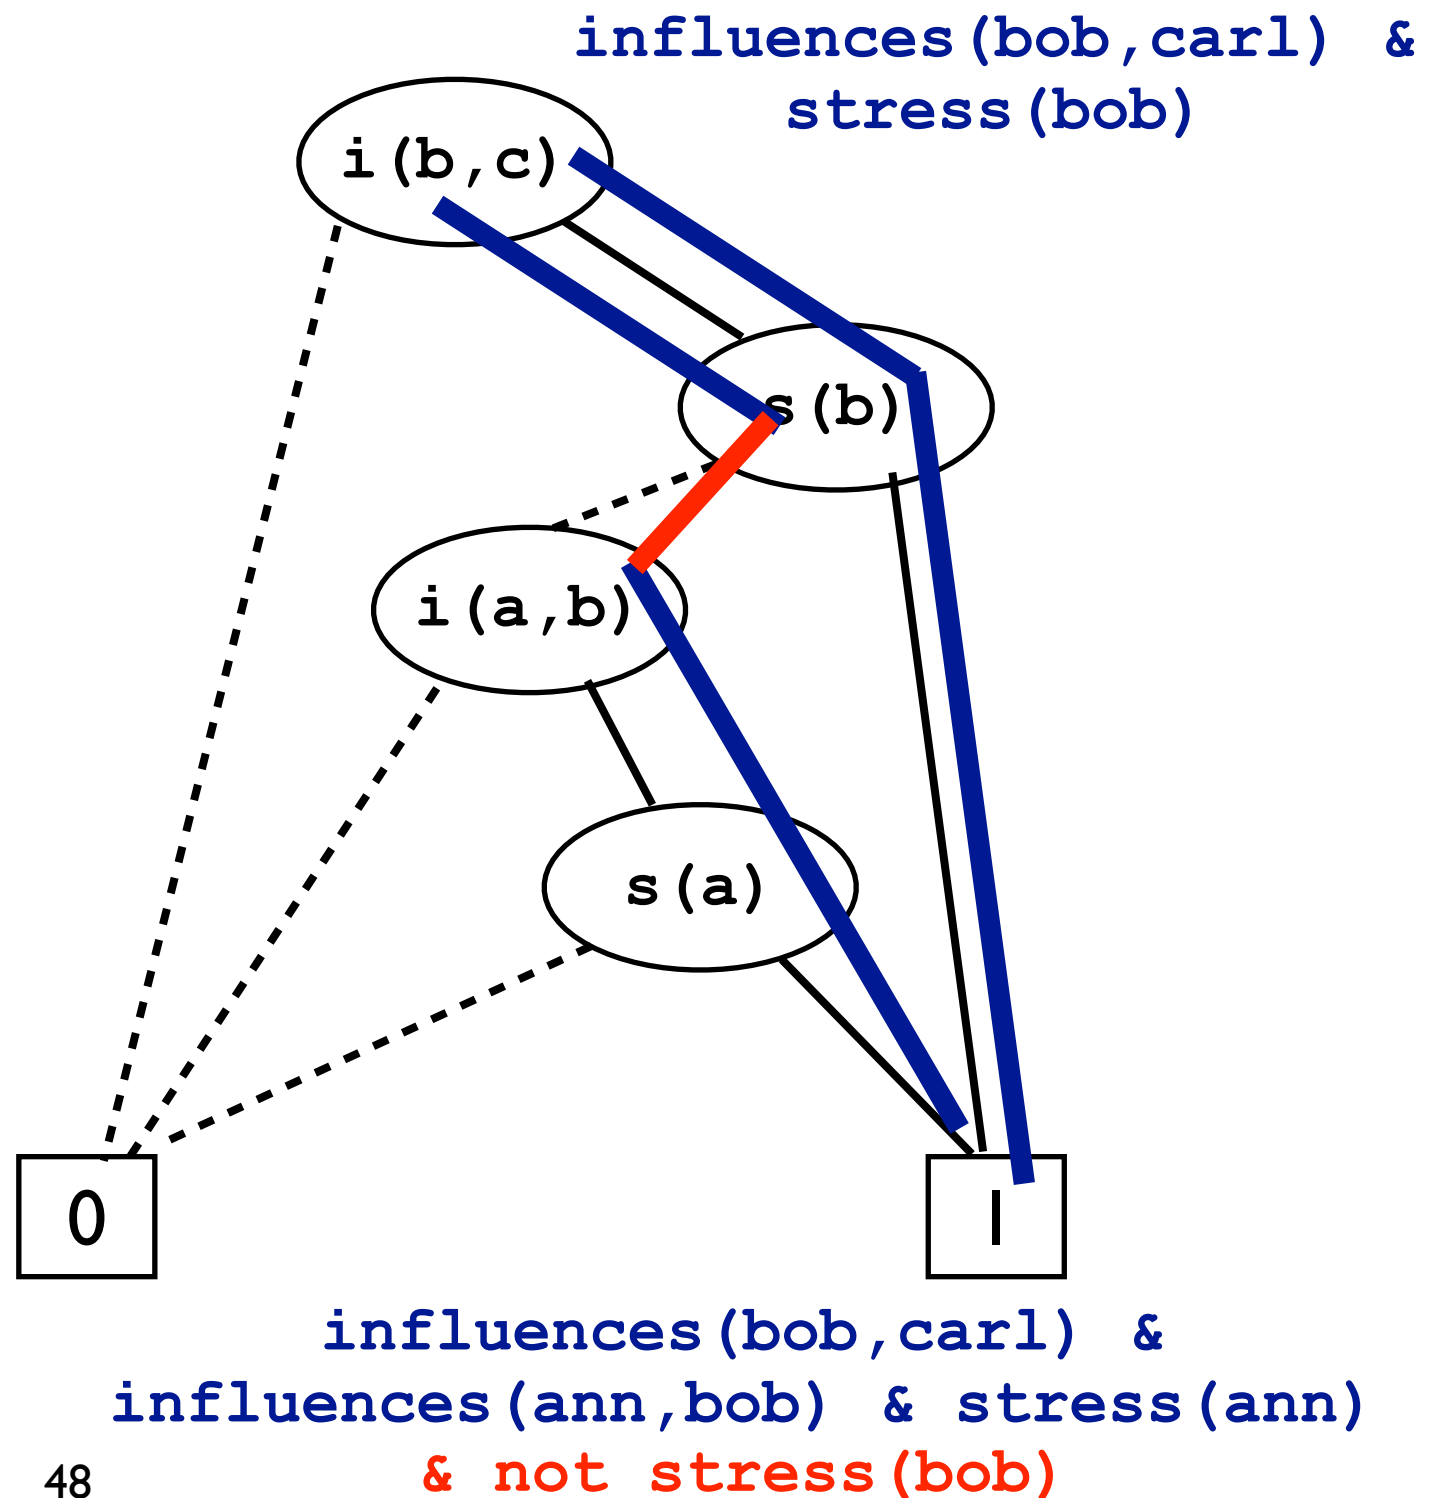 influences(bob,carl) &
stress(bob)
i(b,c)
s(b)
i(a,b)
s(a)
0 1
influences(bob,carl) &
influences(ann,bob) & stress(ann)
& not stress(bob)
48